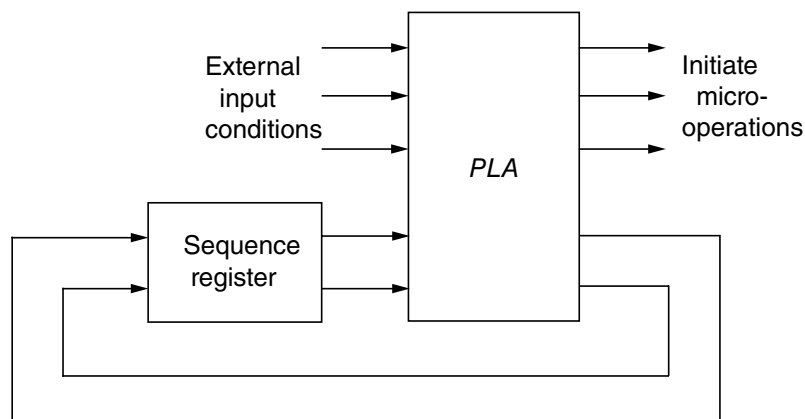 External
input
conditions
PLA
Initiate
micro-
operations
Sequence
register